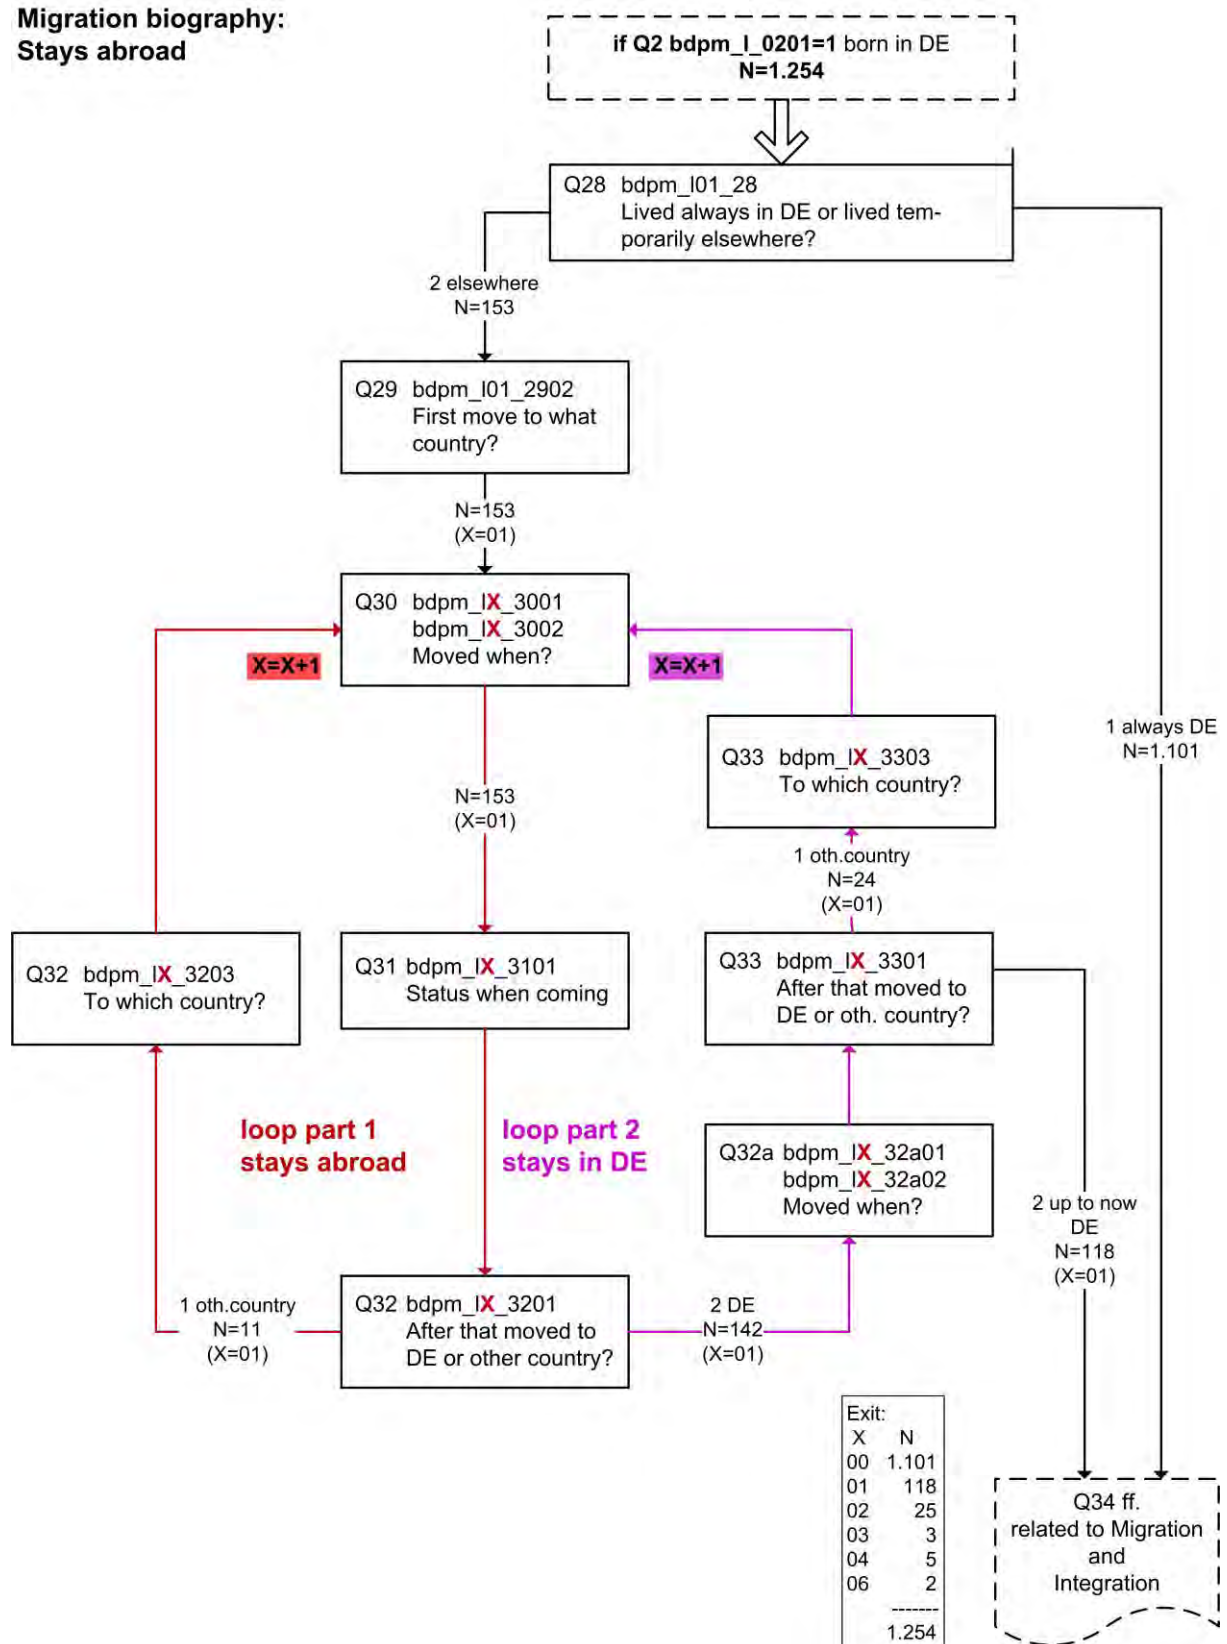 Migration biography:
Stays abroad
if Q2 bdpm_l_0201=1 born in DE
N=1.254
Q28 bdpm_l01_28
Lived always in DE or lived tem-
porarily elsewhere?
2 elsewhere
N=153
Q29 bdpm_l01_2902
First move to what
country?
N=153
(X=01)
Q30 bdpm_lX_3001
bdpm_lX_3002
Moved when?
X=X+1
X=X+1
1 always DE
N=1.101
Q33 bdpm_lX_3303
To which country?
N=153
(X=01)
1 oth.country
N=24
(X=01)
Q32 bdpm_lX_3203
To which country?
Q31 bdpm_lX_3101
Status when coming
Q33 bdpm_lX_3301
After that moved to
DE or oth. country?
loop part 1
stays abroad
loop part 2
stays in DE
Q32a bdpm_lX_32a01
bdpm_lX_32a02
Moved when?
2 up to now
DE
N=118
(X=01)
1 oth.country
N=11
(X=01)
Q32 bdpm_lX_3201
After that moved to
DE or other country?
2 DE
N=142
(X=01)
Exit:
X N
00 1.101
01 118
02 25
03 3
04 5
06 2
-------
1.254
Q34 ff.
related to Migration
and
Integration